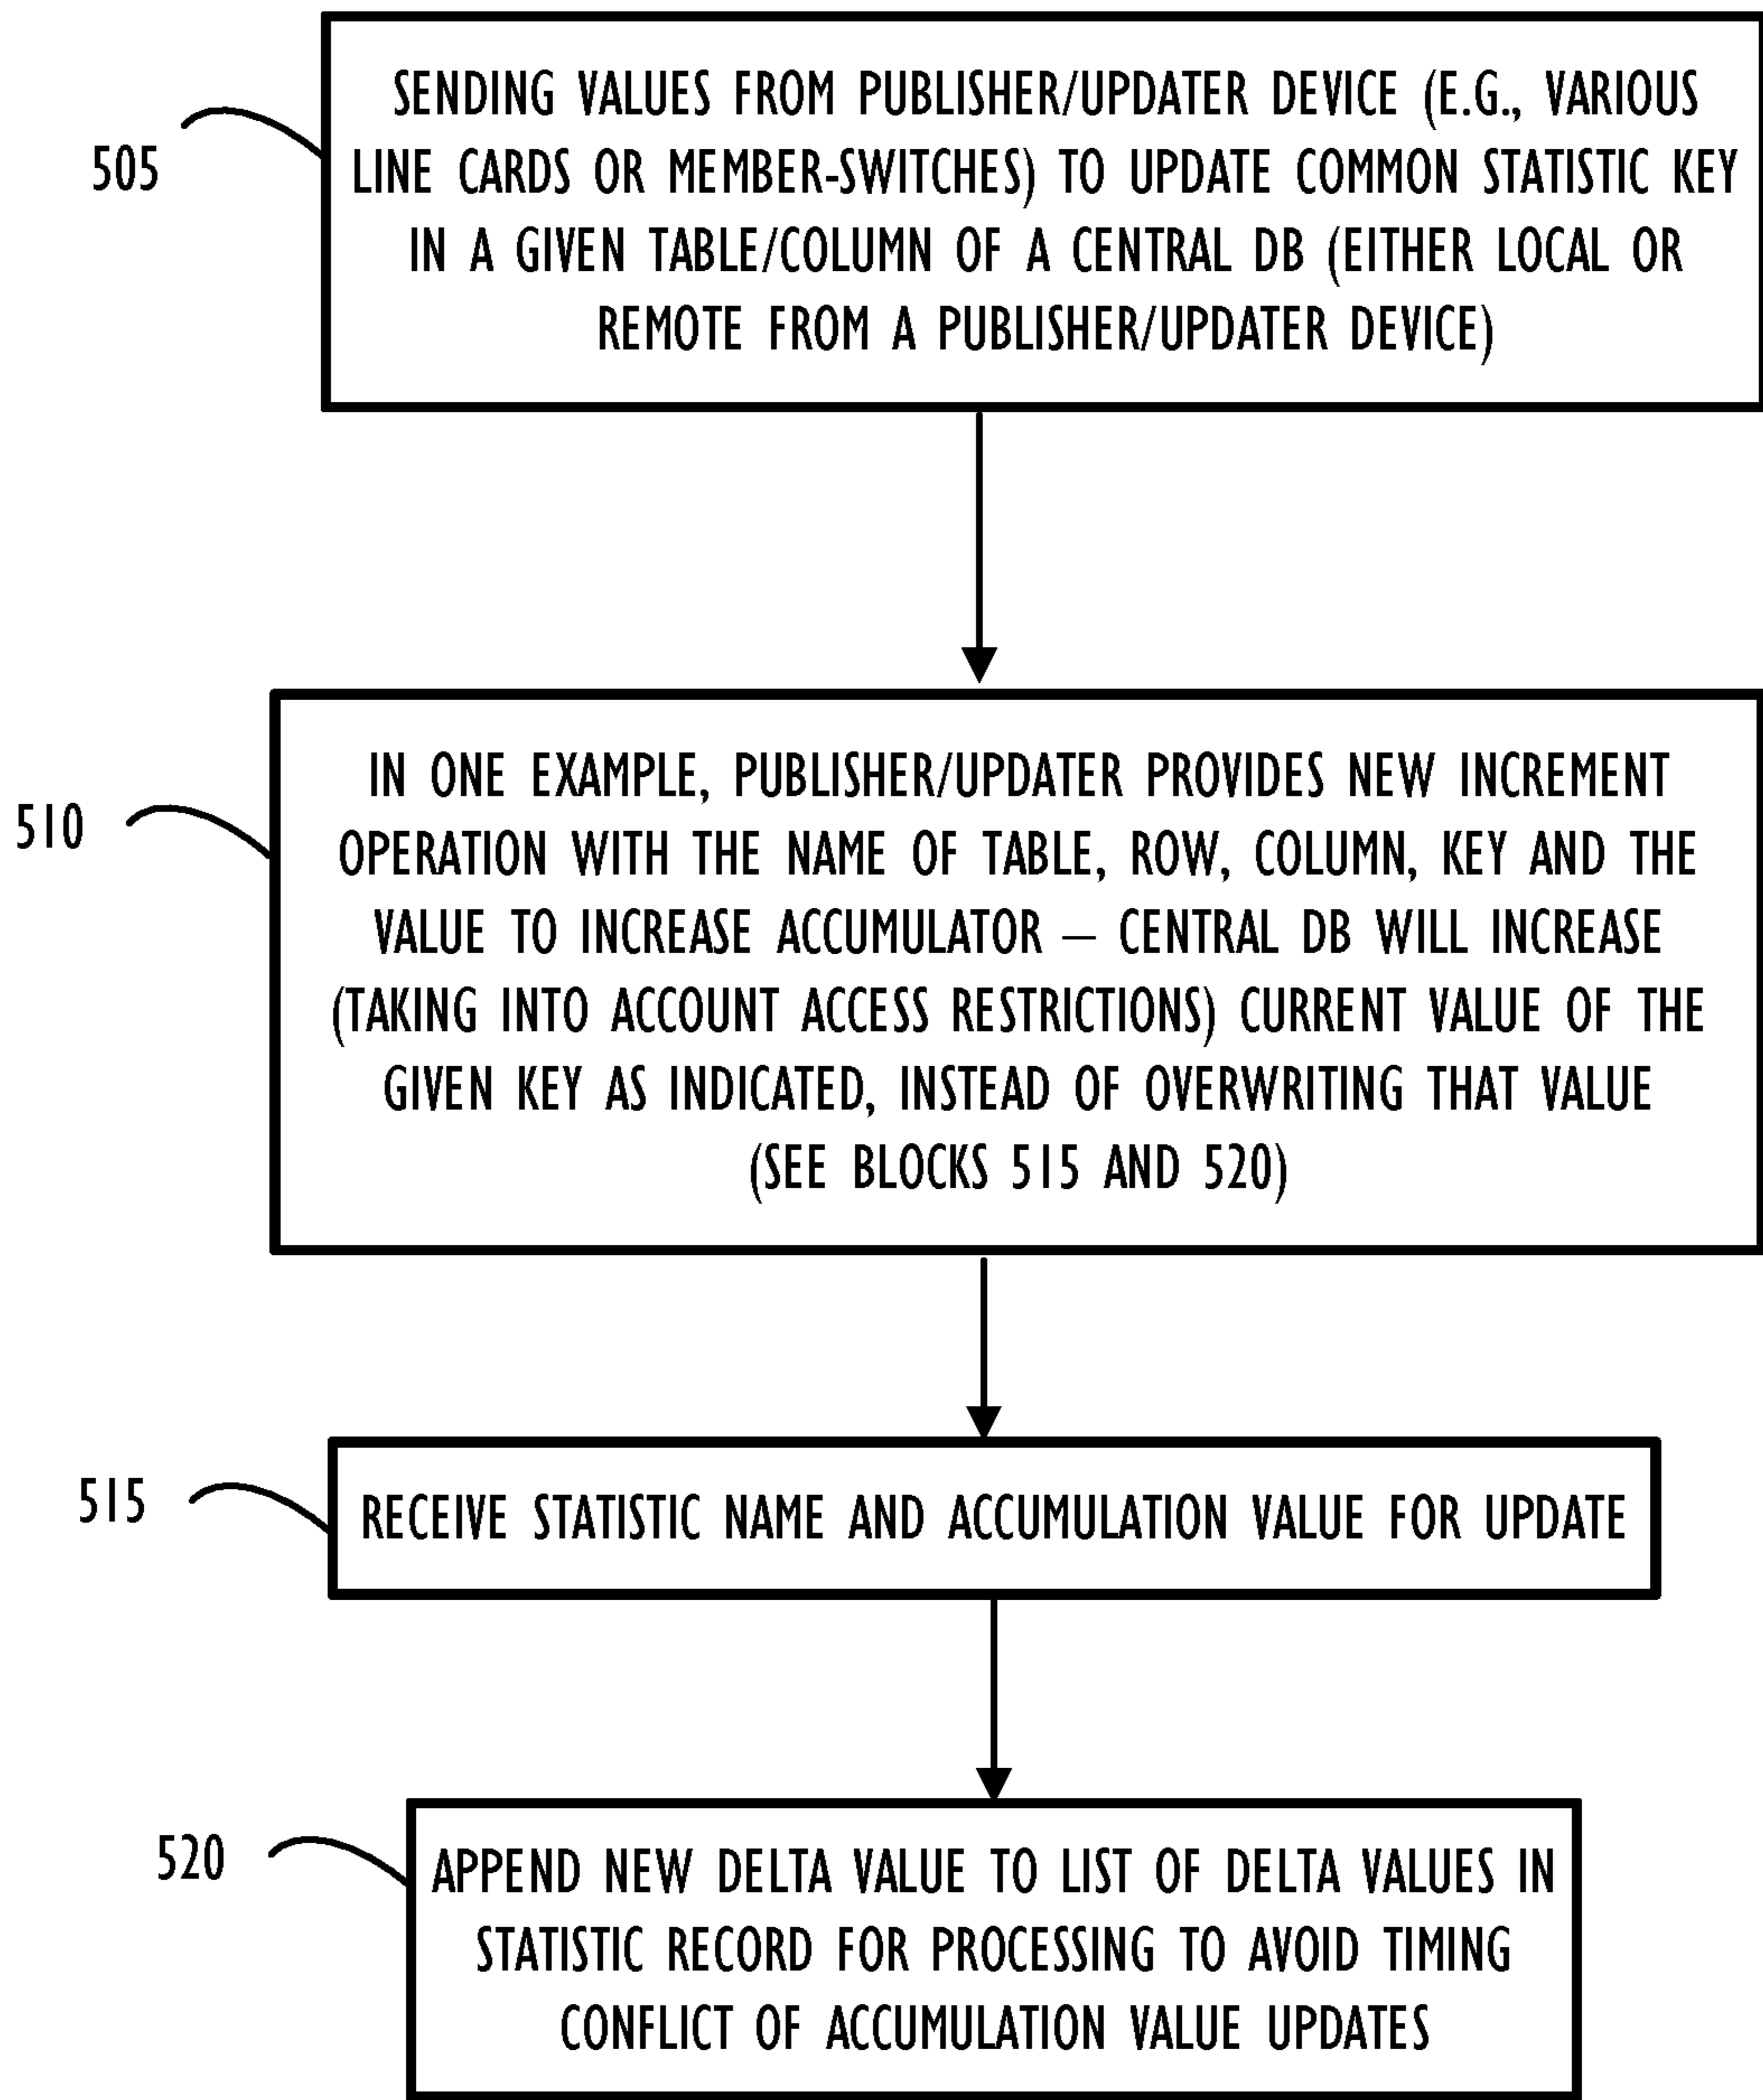 505
SENDING VALUES FROM PUBLISHER/UPDATER DEVICE (E.G., VARIOUS
LINE CARDS OR MEMBER-SWITCHES) TO UPDATE COMMON STATISTIC KEY
IN A GIVEN TABLE/COLUMN OF A CENTRAL DB (EITHER LOCAL OR
REMOTE FROM A PUBLISHER/UPDATER DEVICE)
510
IN ONE EXAMPLE, PUBLISHER/UPDATER PROVIDES NEW INCREMENT
OPERATION WITH THE NAME OF TABLE, ROW, COLUMN, KEY AND THE
VALUE TO INCREASE ACCUMULATOR – CENTRAL DB WILL INCREASE
(TAKING INTO ACCOUNT ACCESS RESTRICTIONS) CURRENT VALUE OF THE
GIVEN KEY AS INDICATED, INSTEAD OF OVERWRITING THAT VALUE
(SEE BLOCKS 515 AND 520)
515
RECEIVE STATISTIC NAME AND ACCUMULATION VALUE FOR UPDATE
520
APPEND NEW DELTA VALUE TO LIST OF DELTA VALUES IN
STATISTIC RECORD FOR PROCESSING TO AVOID TIMING
CONFLICT OF ACCUMULATION VALUE UPDATES